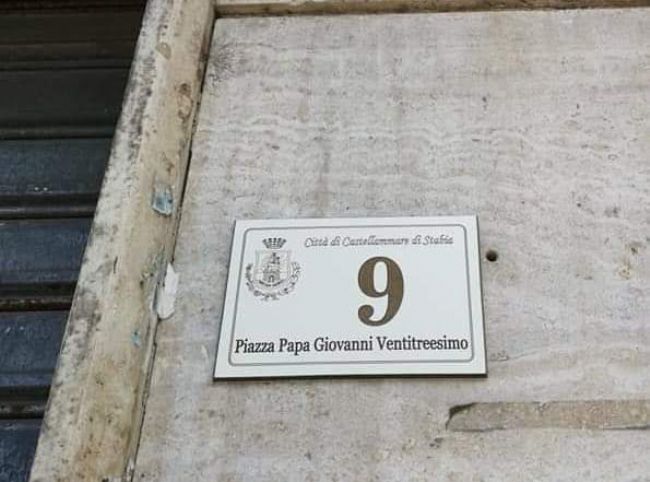 Città di Castellammare di Stabia
9
Piazza Papa Giovanni Ventitreesimo